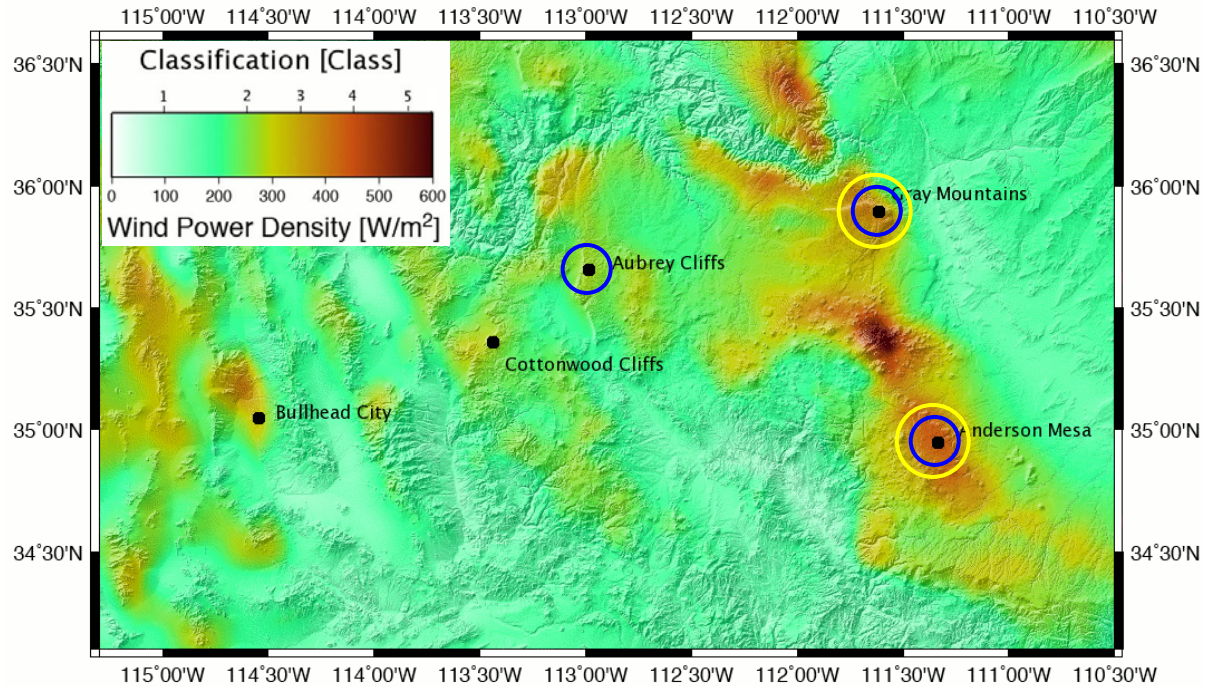 115°00'W 114°30'W 114°00'W 113°30'W 113°00'W 112°30'W 112°00'W 111°30'W 111°00'W 110°30'W
36°30'N 36°30'N
Classification [Class]
1 2 3 4 5
0 100 200 300 400 500 600
Wind Power Density [W/m²]
36°00'N 36°00'N
Gray Mountains
Aubrey Cliffs
35°30'N 35°30'N
Cottonwood Cliffs
Bullhead City
35°00'N 35°00'N
Anderson Mesa
34°30'N 34°30'N
115°00'W 114°30'W 114°00'W 113°30'W 113°00'W 112°30'W 112°00'W 111°30'W 111°00'W 110°30'W